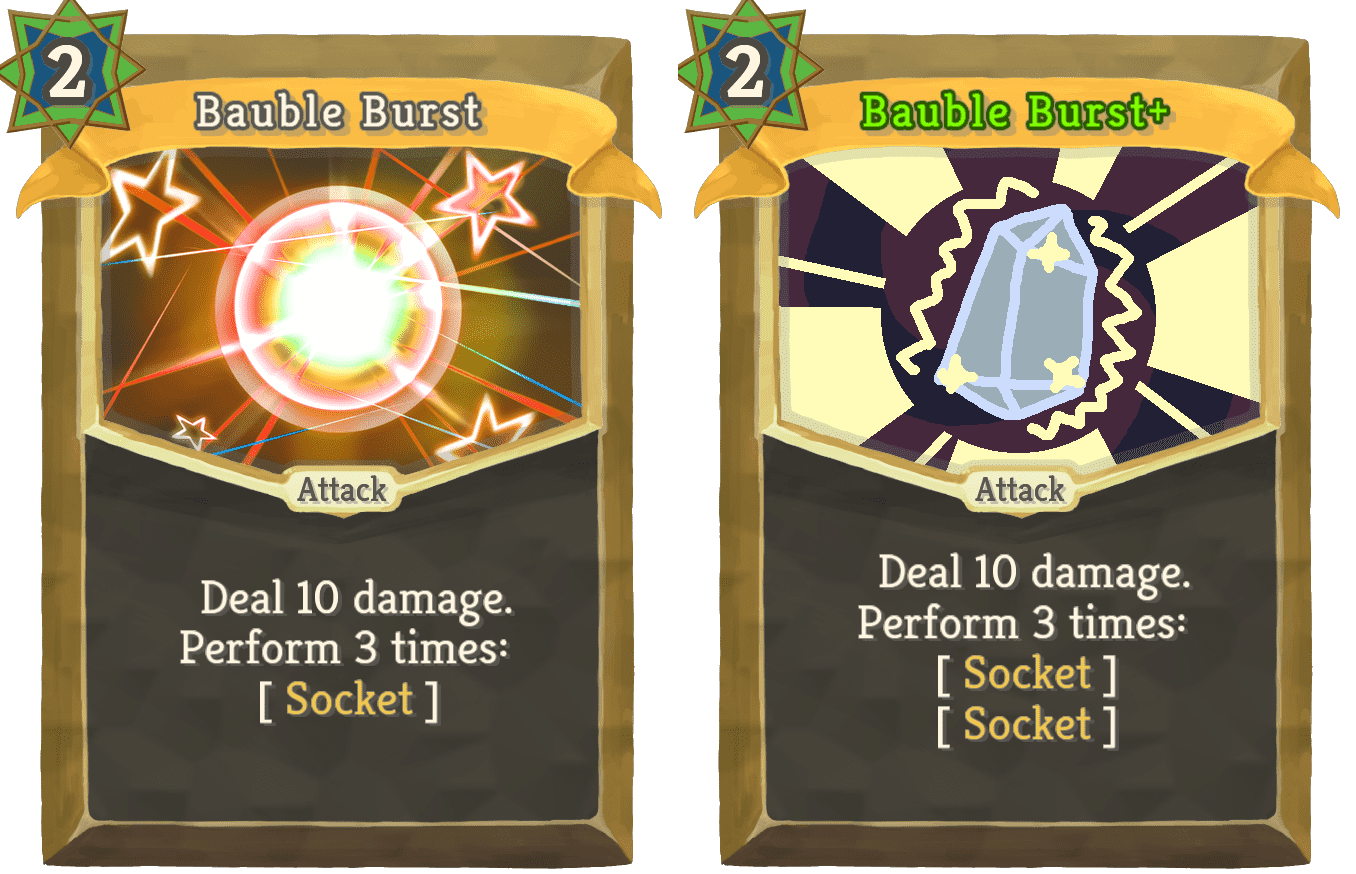 2
Bauble Burst
Attack
Deal 10 damage.
Perform 3 times:
[ Socket ]
2
Bauble Burst+
Attack
Deal 10 damage.
Perform 3 times:
[ Socket ]
[ Socket ]